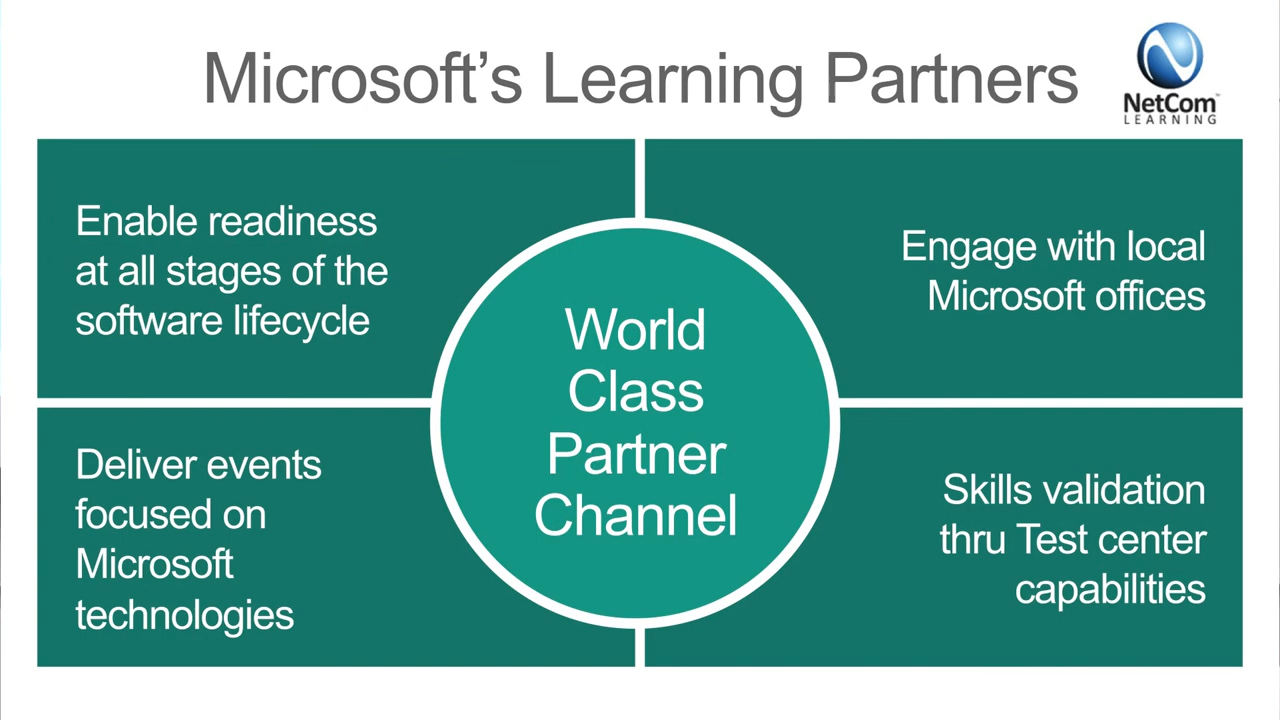 Microsoft’s Learning Partners
NetCom™
LEARNING
Enable readiness
at all stages of the
software lifecycle
Engage with local
Microsoft offices
World
Class
Partner
Channel
Deliver events
focused on
Microsoft
technologies
Skills validation
thru Test center
capabilities